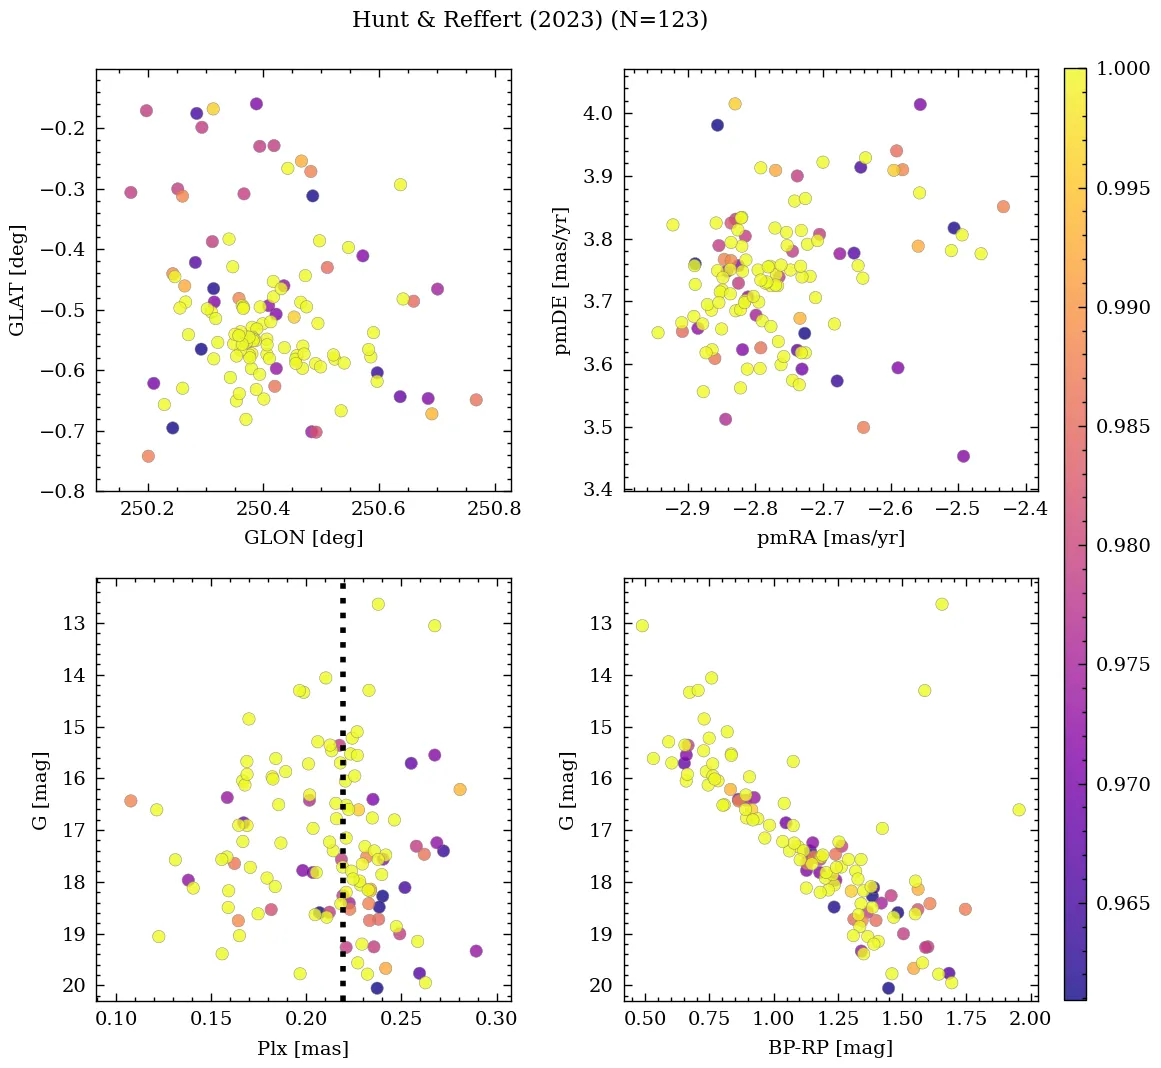 Hunt & Reffert (2023) (N=123)
−0.2
−0.3
−0.4
−0.5
−0.6
−0.7
−0.8
GLAT [deg]
250.2 250.4 250.6 250.8
GLON [deg]
4.0
3.9
3.8
3.7
3.6
3.5
3.4
pmDE [mas/yr]
−2.9 −2.8 −2.7 −2.6 −2.5 −2.4
pmRA [mas/yr]
13
14
15
16
17
18
19
20
G [mag]
0.10 0.15 0.20 0.25 0.30
Plx [mas]
13
14
15
16
17
18
19
20
G [mag]
0.50 0.75 1.00 1.25 1.50 1.75 2.00
BP-RP [mag]
1.000
0.995
0.990
0.985
0.980
0.975
0.970
0.965